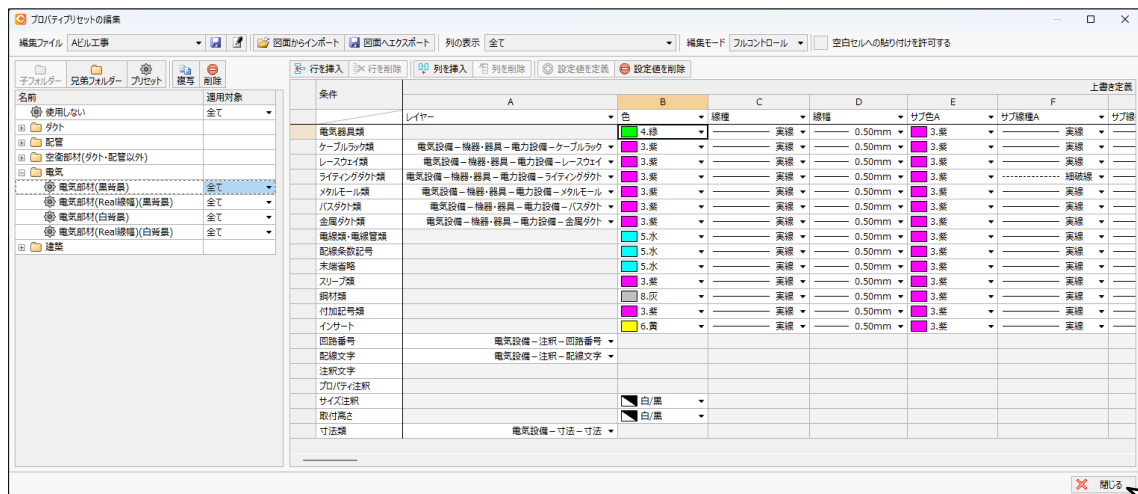 プロパティプリセットの編集
編集ファイル Aビル工事 図面からインポート 図面へエクスポート 列の表示 全て 編集モード フルコントロール 空白セルへの貼り付けを許可する
子フォルダー 兄弟フォルダー プリセット 複写 削除
行を挿入 行を削除 列を挿入 列を削除 設定値を定義 設定値を削除
名前 適用対象
使用しない 全て
ダクト
配管
空衛部材(ダクト・配管以外)
電気
電気部材(黒背景) 全て
電気部材(Real線幅)(黒背景) 全て
電気部材(白背景) 全て
電気部材(Real線幅)(白背景) 全て
建築
条件 上書き定義
A B C D E F
レイヤー 色 線種 線幅 サブ色A サブ線種A サブ線
電気器具類 4.緑 実線 0.50mm 3.紫 実線
ケーブルラック類 電気設備－機器・器具－電力設備－ケーブルラック 3.紫 実線 0.50mm 3.紫 実線
レースウェイ類 電気設備－機器・器具－電力設備－レースウェイ 3.紫 実線 0.50mm 3.紫 実線
ライティングダクト類 電気設備－機器・器具－電力設備－ライティングダクト 3.紫 実線 0.50mm 3.紫 細破線
メタルモール類 電気設備－機器・器具－電力設備－メタルモール 3.紫 実線 0.50mm 3.紫 実線
バスダクト類 電気設備－機器・器具－電力設備－バスダクト 3.紫 実線 0.50mm 3.紫 実線
金属ダクト類 電気設備－機器・器具－電力設備－金属ダクト 3.紫 実線 0.50mm 3.紫 実線
電線類・電線管類 5.水 実線 0.50mm 3.紫 実線
配線条数記号 5.水 実線 0.50mm 3.紫 実線
末端省略 5.水 実線 0.50mm 3.紫 実線
スリーブ類 3.紫 実線 0.50mm 3.紫 実線
鋼材類 8.灰 実線 0.50mm 3.紫 実線
付加記号類 3.紫 実線 0.50mm 3.紫 実線
インサート 6.黄 実線 0.50mm 3.紫 実線
回路番号 電気設備－注釈－回路番号
配線文字 電気設備－注釈－配線文字
注釈文字
プロパティ注釈
サイズ注釈 白/黒
取付高さ 白/黒
寸法類 電気設備－寸法－寸法
閉じる